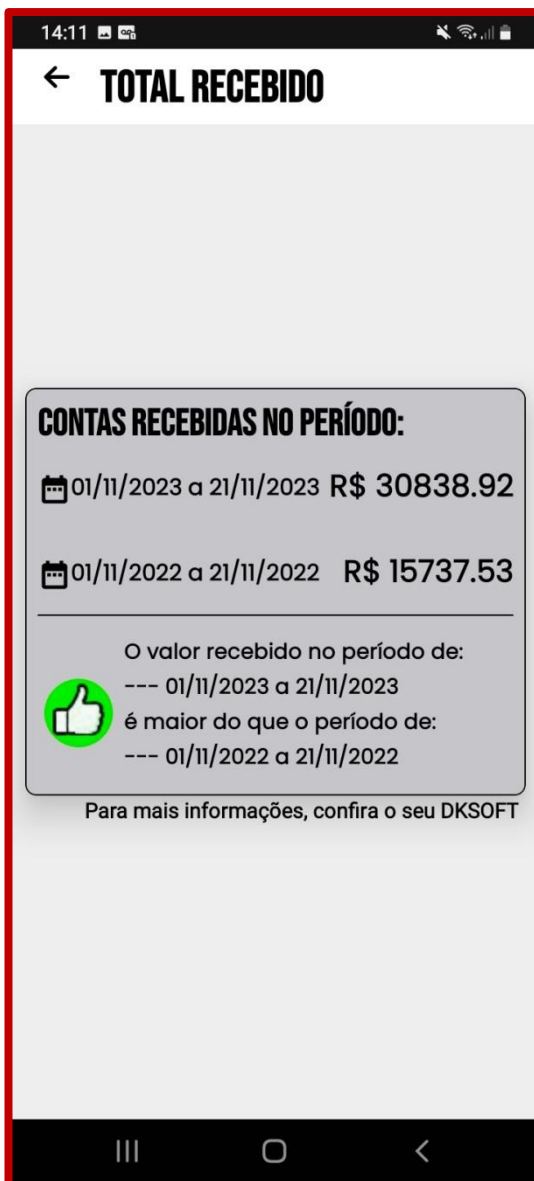 14:11
TOTAL RECEBIDO
CONTAS RECEBIDAS NO PERÍODO:
01/11/2023 a 21/11/2023 R$ 30838.92
01/11/2022 a 21/11/2022 R$ 15737.53
O valor recebido no período de:
--- 01/11/2023 a 21/11/2023
é maior do que o período de:
--- 01/11/2022 a 21/11/2022
Para mais informações, confira o seu DKSOFT